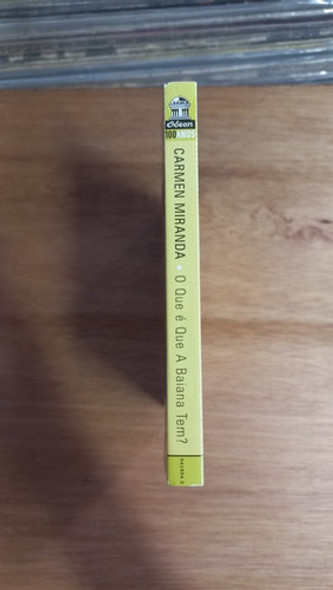 Odeon
100 ANOS
CARMEN MIRANDA • O Que é Que A Baiana Tem?